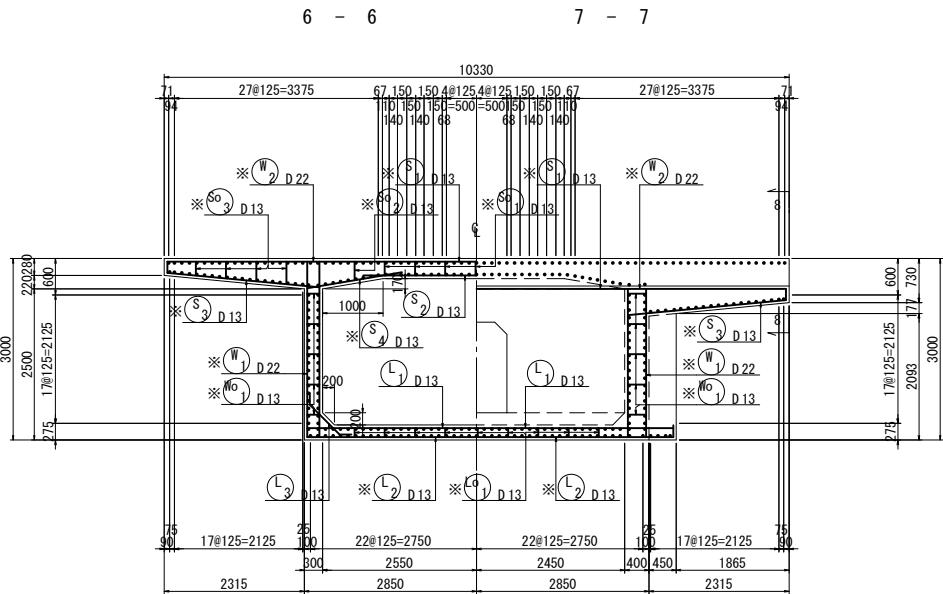 6 - 6
7 - 7
10330
71 27@125=3375 67 150 150 4@125 4@125 150 150 67 27@125=3375 71
94 110 150 150 =500 =500 150 150 110 94
140 140 68 68 140 140
※ W2 D22
※ S1 D13
※ S1 D13
※ W2 D22
※ So3 D13
※ So2 D13
※ So1 D13
8
℄
3000
2500
220 280
600
17@125=2125
275
170
1000
※ S3 D13
※ S2 D13
※ S4 D13
※ S3 D13
8
※ W1 D22
L1 D13
L1 D13
※ W1 D22
※ Wo1 D13
※ Wo1 D13
200
200
600
17@125=2125
275
730
177
2093
3000
L3 D13
※ L2 D13
※ Lo1 D13
※ L2 D13
75 25 25 75
90 17@125=2125 100 22@125=2750 22@125=2750 100 17@125=2125 90
300 2550 2450 400 450 1865
2315 2850 2850 2315